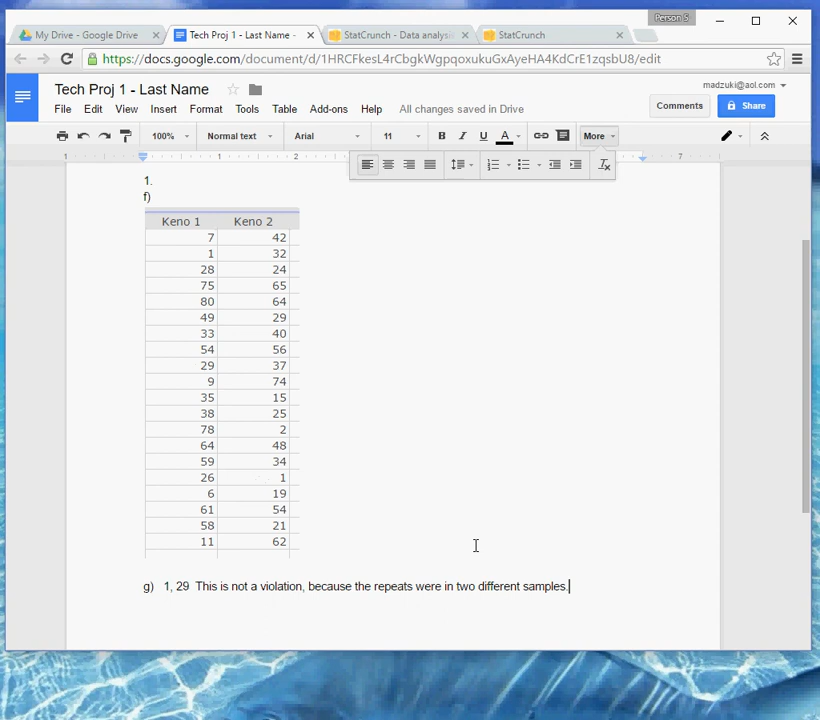 Person 5
My Drive - Google Drive
Tech Proj 1 - Last Name -
StatCrunch - Data analysi
StatCrunch
https://docs.google.com/document/d/1HRCFkesL4rCbgkWgpqoxukuGxAyeHA4KdCrE1zqsbU8/edit
Tech Proj 1 - Last Name
madzuki@aol.com
File Edit View Insert Format Tools Table Add-ons Help All changes saved in Drive
Comments Share
100% Normal text Arial 11 B I U A More
1 1 2 7
1.
f)
Keno 1 Keno 2
7 42
1 32
28 24
75 65
80 64
49 29
33 40
54 56
29 37
9 74
35 15
38 25
78 2
64 48
59 34
26 1
6 19
61 54
58 21
11 62
g) 1, 29 This is not a violation, because the repeats were in two different samples.